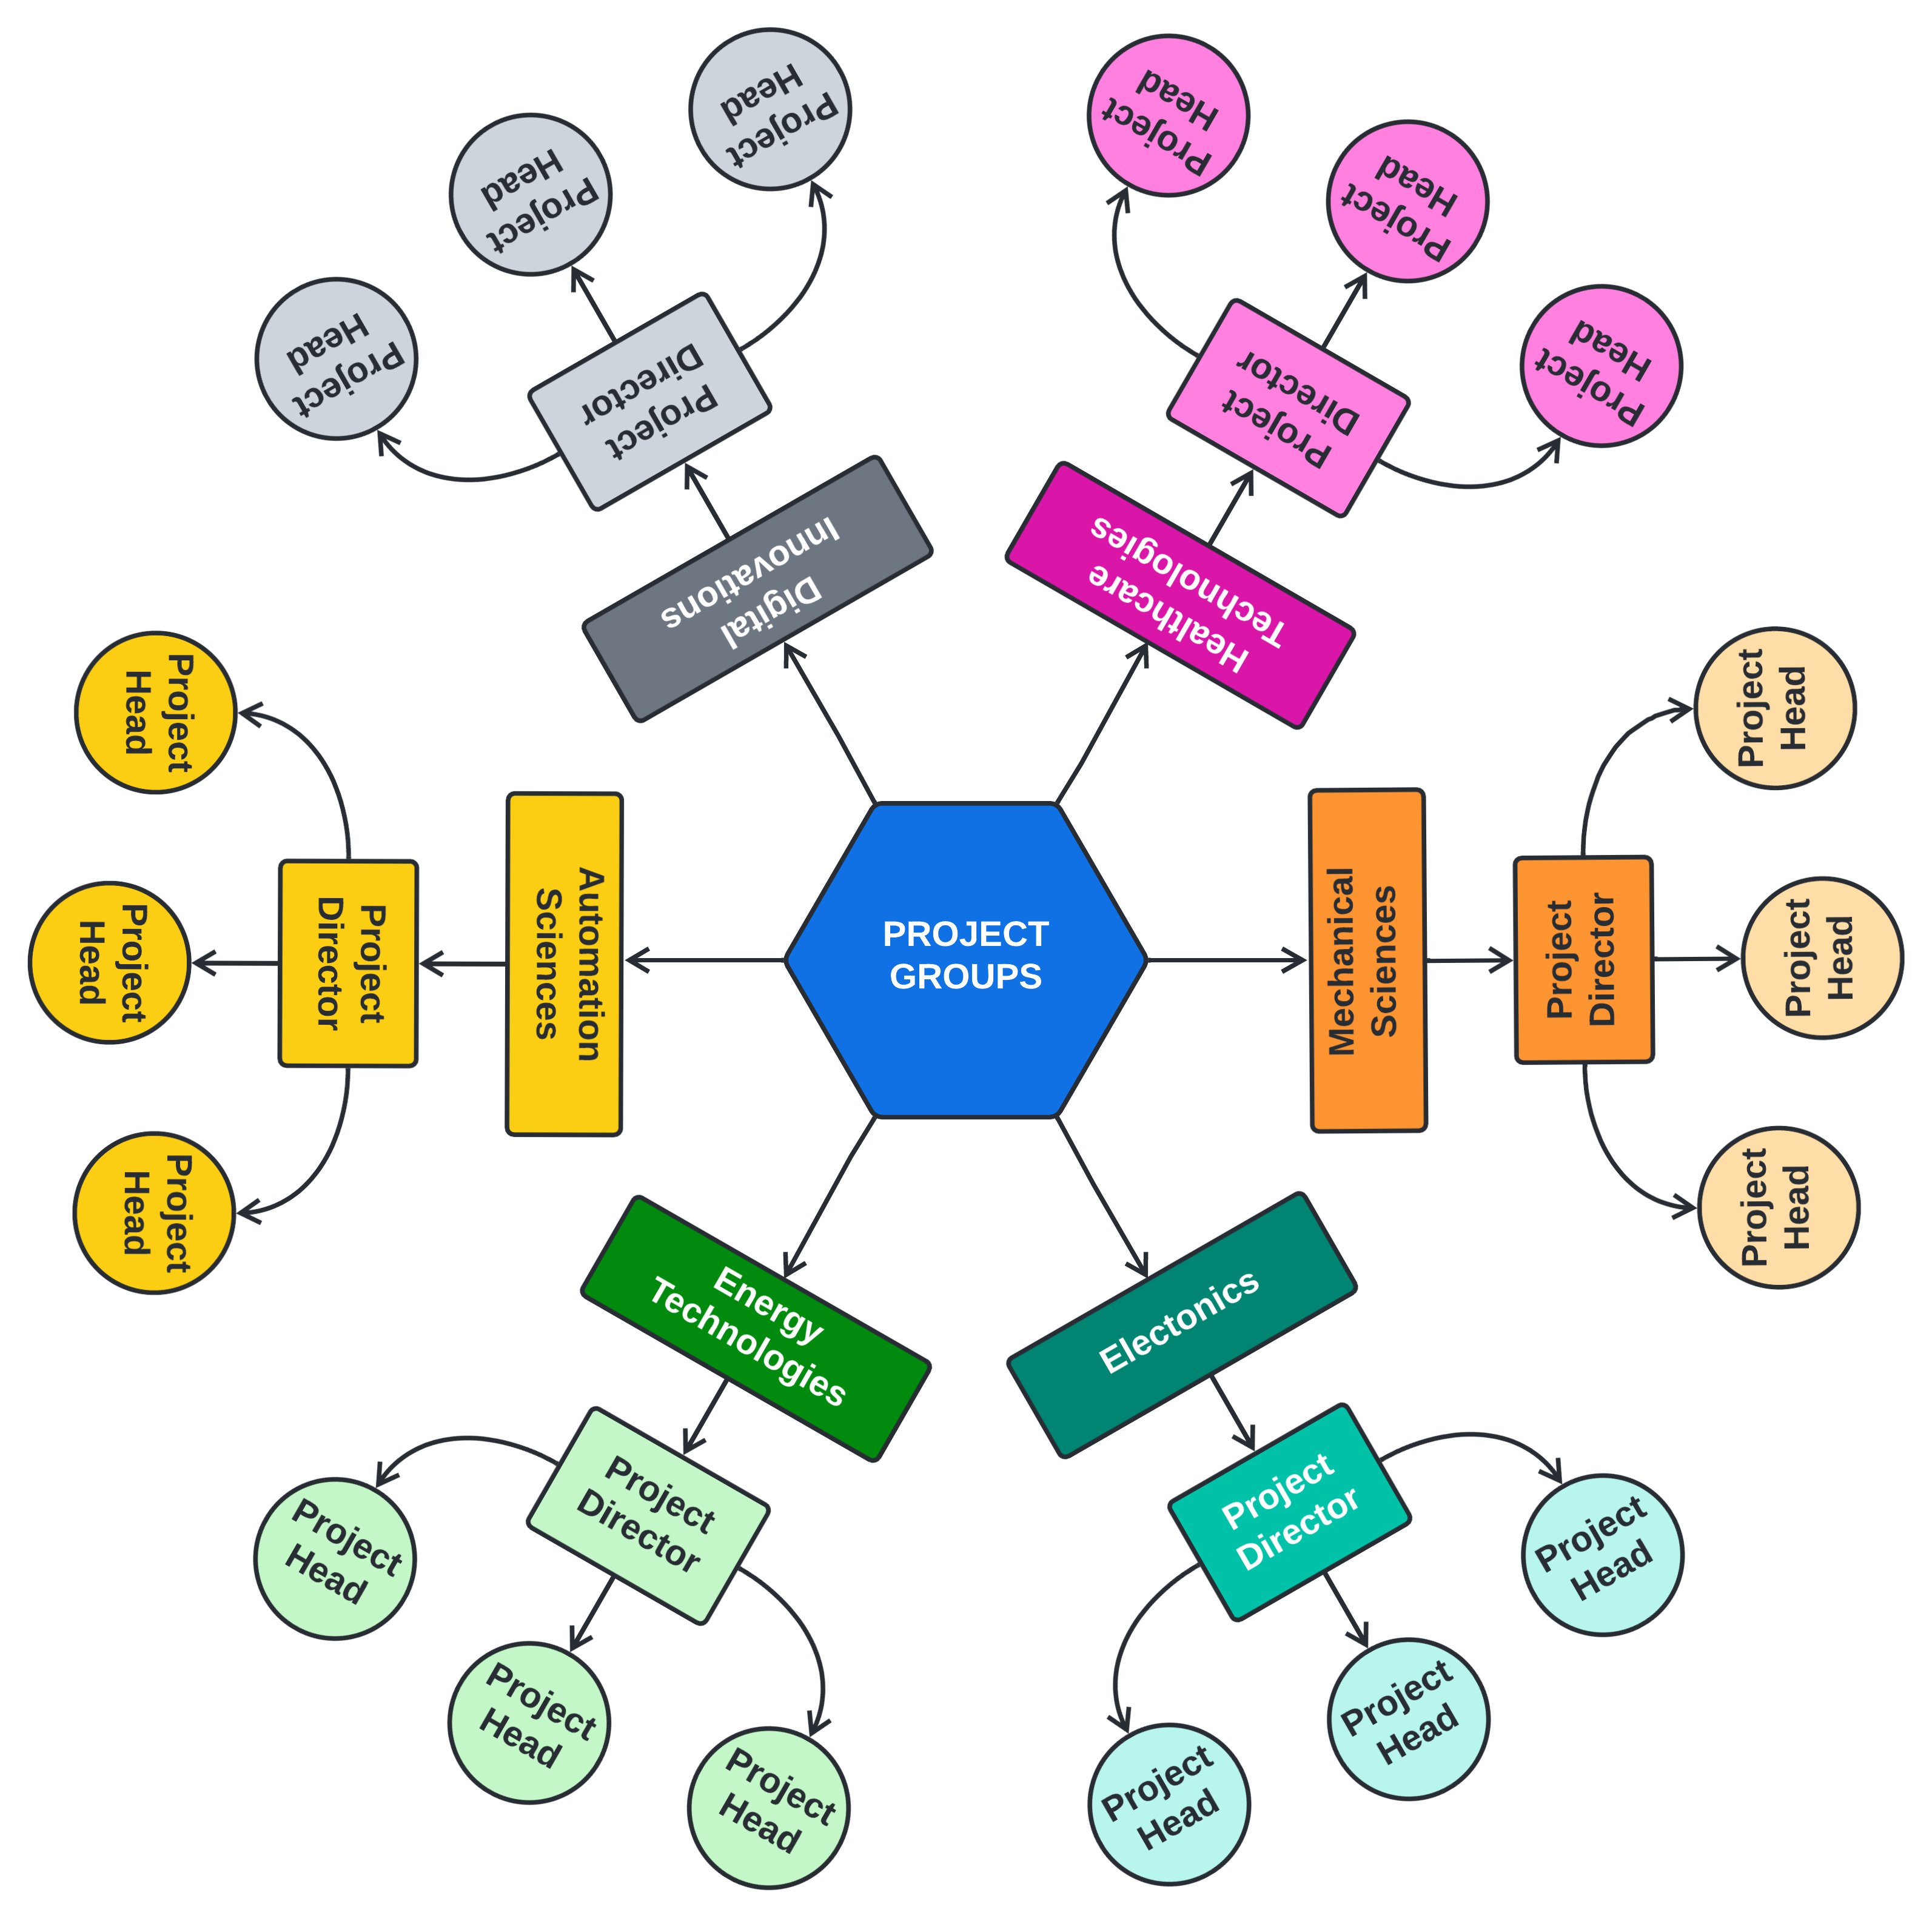 Project
Head
Project
Head
Project
Head
Project
Director
Digital
Innovations
Project
Head
Project
Head
Project
Head
Project
Director
Healthcare
Technologies
Project
Head
Project
Head
Project
Head
Project
Director
Automation
Sciences
PROJECT
GROUPS
Mechanical
Sciences
Project
Director
Project
Head
Project
Head
Project
Head
Energy
Technologies
Project
Director
Project
Head
Project
Head
Project
Head
Electonics
Project
Director
Project
Head
Project
Head
Project
Head